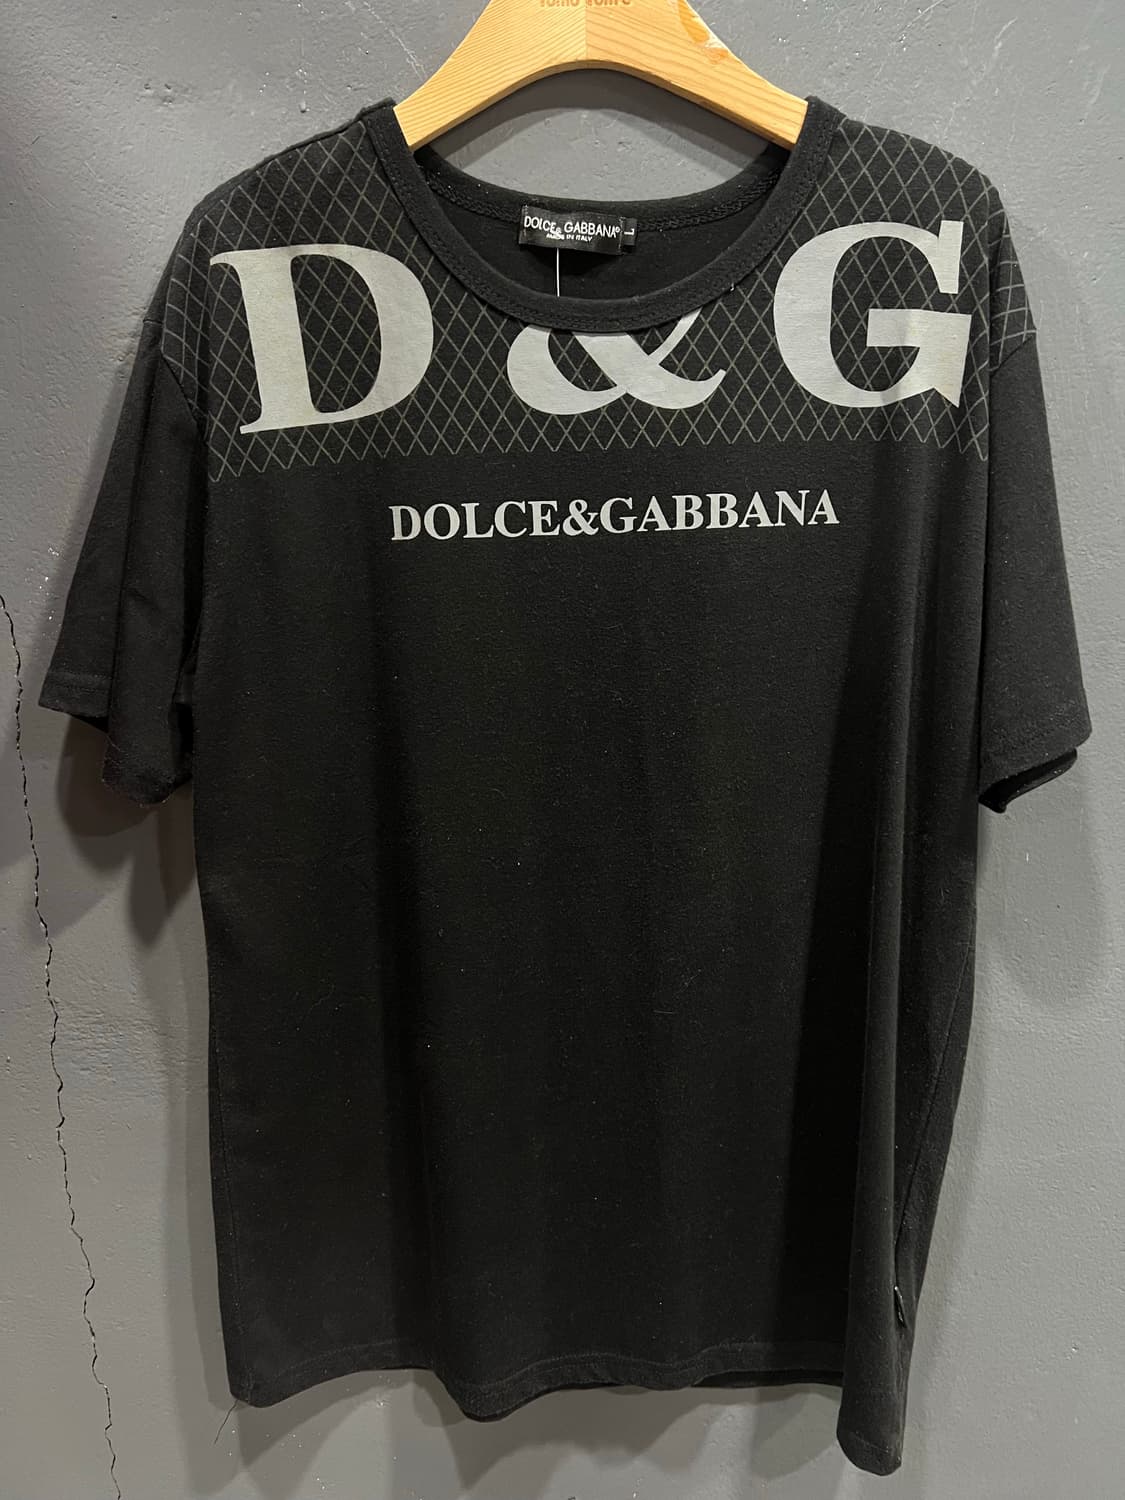 DOLCE & GABBANA®
MADE IN ITALY
L
D & G
DOLCE&GABBANA